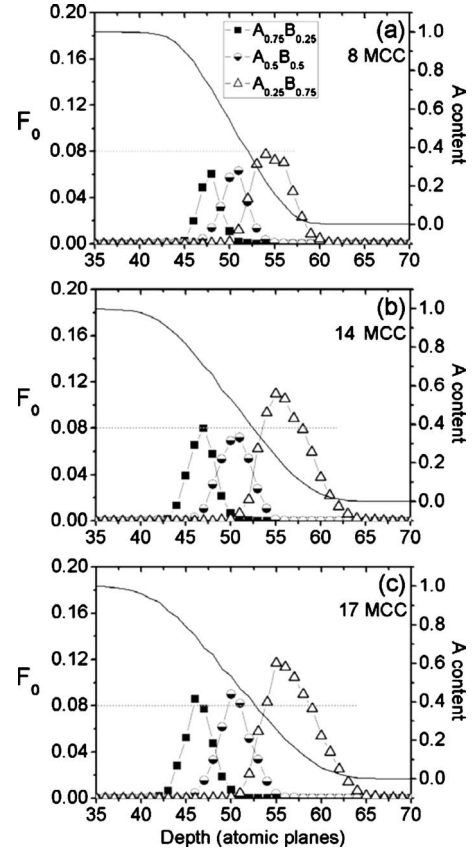 0.20
0.16
0.12
0.08
0.04
0.00
F₀
(a)
8 MCC
A₀.₇₅B₀.₂₅
A₀.₅B₀.₅
A₀.₂₅B₀.₇₅
1.0
0.8
0.6
0.4
0.2
0.0
A content
35 40 45 50 55 60 65 70
0.20
0.16
0.12
0.08
0.04
0.00
F₀
(b)
14 MCC
1.0
0.8
0.6
0.4
0.2
0.0
A content
35 40 45 50 55 60 65 70
0.20
0.16
0.12
0.08
0.04
0.00
F₀
(c)
17 MCC
1.0
0.8
0.6
0.4
0.2
0.0
A content
35 40 45 50 55 60 65 70
Depth (atomic planes)